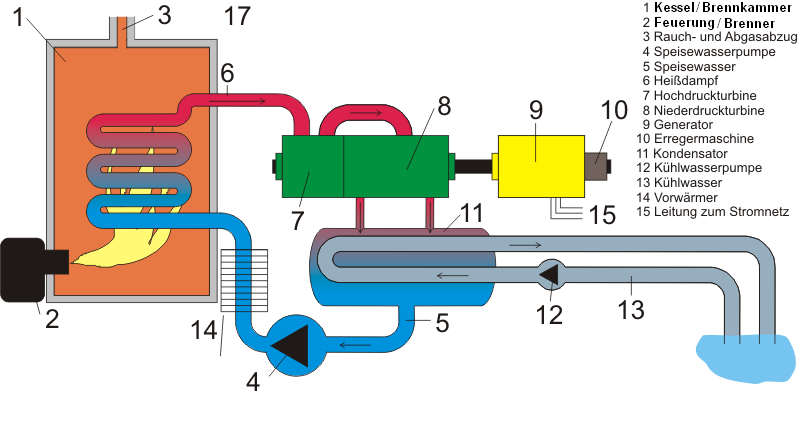 1
3
17
6
8
9
10
7
11
15
2
14
4
5
12
13
1 Kessel/Brennkammer
2 Feuerung/Brenner
3 Rauch- und Abgasabzug
4 Speisewasserpumpe
5 Speisewasser
6 Heißdampf
7 Hochdruckturbine
8 Niederdruckturbine
9 Generator
10 Erregermaschine
11 Kondensator
12 Kühlwasserpumpe
13 Kühlwasser
14 Vorwärmer
15 Leitung zum Stromnetz